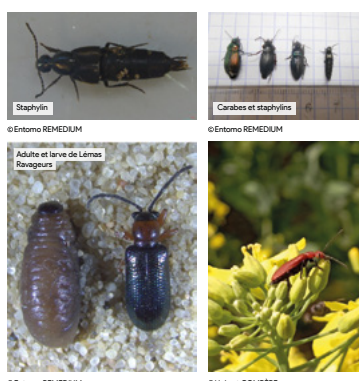 Staphylin
Carabes et staphylins
©Entomo REMEDIUM
©Entomo REMEDIUM
Adulte et larve de Lémas
Ravageurs